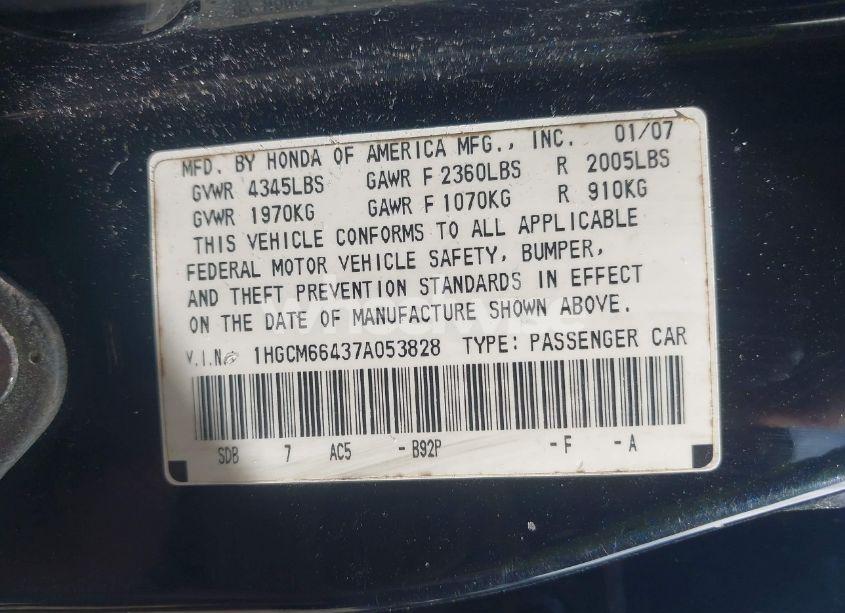 MFD. BY HONDA OF AMERICA MFG., INC. 01/07
GVWR 4345LBS GAWR F 2360LBS R 2005LBS
GVWR 1970KG GAWR F 1070KG R 910KG
THIS VEHICLE CONFORMS TO ALL APPLICABLE
FEDERAL MOTOR VEHICLE SAFETY, BUMPER,
AND THEFT PREVENTION STANDARDS IN EFFECT
ON THE DATE OF MANUFACTURE SHOWN ABOVE.
V.I.N. 1HGCM66437A053828 TYPE: PASSENGER CAR
SDB 7 AC5 -B92P -F -A